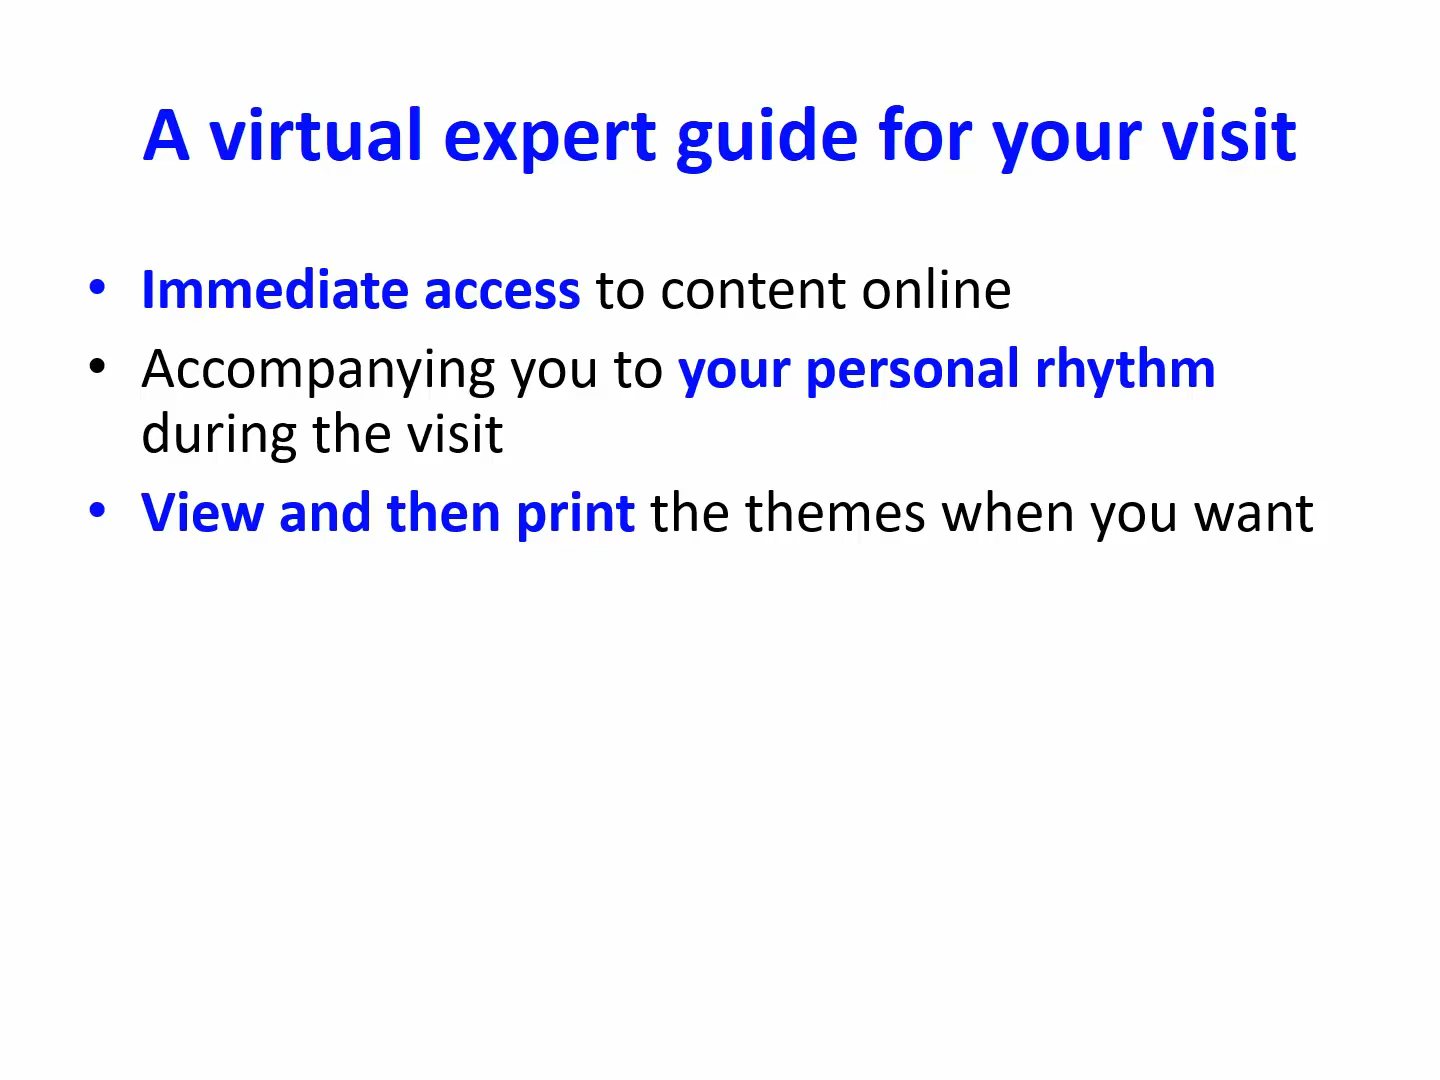 A virtual expert guide for your visit
• Immediate access to content online
• Accompanying you to your personal rhythm
during the visit
• View and then print the themes when you want